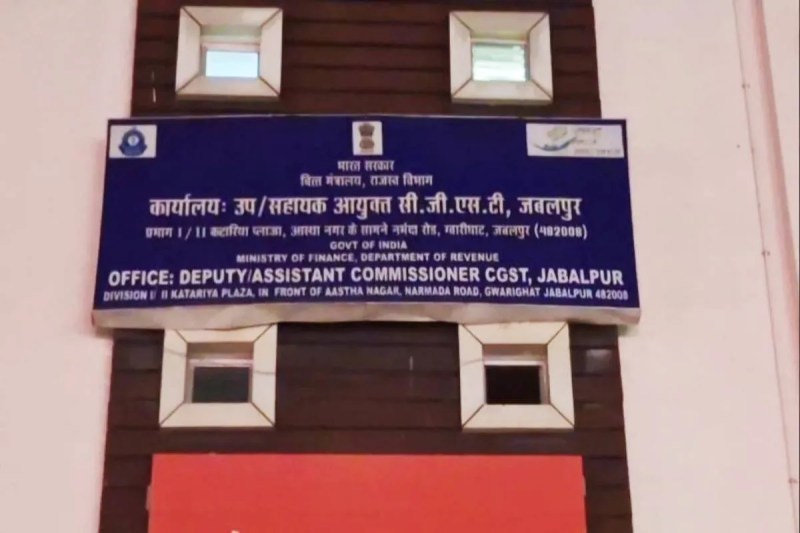 भारत सरकार
वित्त मंत्रालय, राजस्व विभाग
कार्यालयः उप/सहायक आयुक्त सी.जी.एस.टी, जबलपुर
प्रभाग I/II कटारिया प्लाजा, आस्था नगर के सामने नर्मदा रोड, ग्वारीघाट, जबलपुर (482008)
GOVT OF INDIA
MINISTRY OF FINANCE, DEPARTMENT OF REVENUE
OFFICE: DEPUTY/ASSISTANT COMMISSIONER CGST, JABALPUR
DIVISION I/ II KATARIYA PLAZA, IN FRONT OF AASTHA NAGAR, NARMADA ROAD, GWARIGHAT JABALPUR 482008